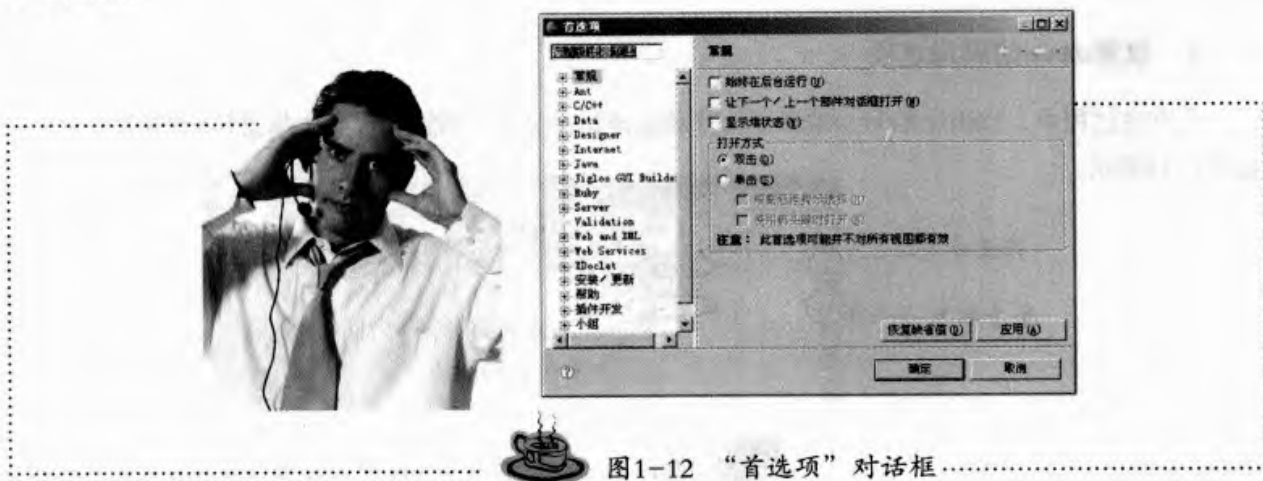 首选项
常规
Ant
C/C++
Data
Designer
Internet
Java
Jigloo GUI Builde
Ruby
Server
Validation
Web and XML
Web Services
XDoclet
安装/更新
帮助
插件开发
小组
常规
始终在后台运行(U)
让下一个/上一个部件对话框打开(W)
显示堆状态(X)
打开方式
双击(D)
单击(S)
注意：此首选项可能并不对所有视图都有效
恢复缺省值(D)
应用(A)
确定
取消
图1-12 “首选项”对话框